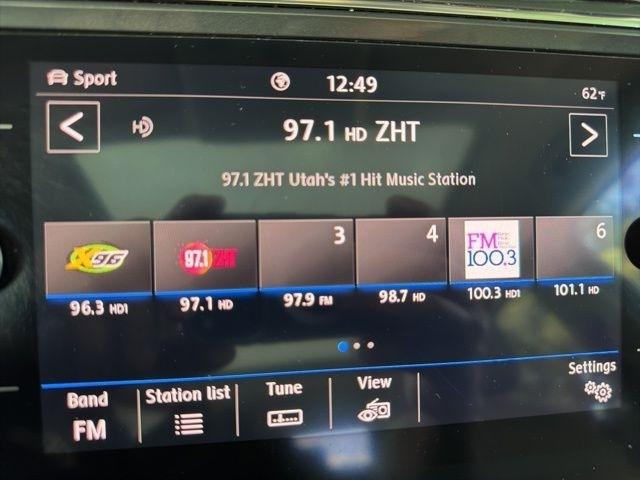 Sport 12:49 62°F
97.1 HD ZHT
97.1 ZHT Utah's #1 Hit Music Station
X96 97.1 ZHT 3 4 FM 100.3 6
96.3 HD1 97.1 HD 97.9 FM 98.7 HD 100.3 HD1 101.1 HD
Band Station list Tune View Settings
FM